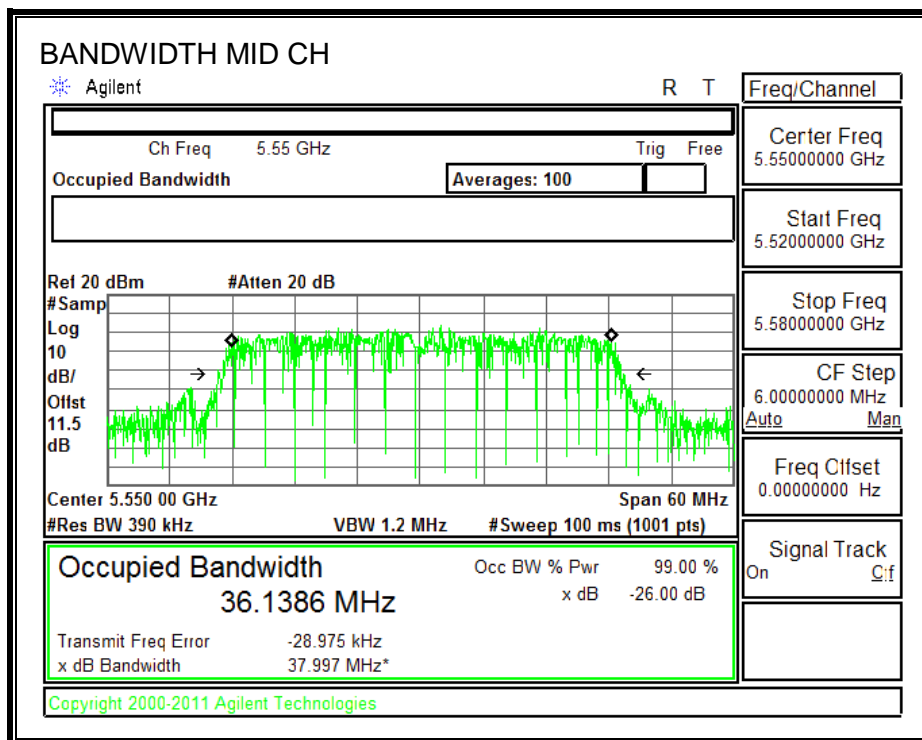 BANDWIDTH MID CH
Agilent R T
Freq/Channel
Ch Freq 5.55 GHz Trig Free
Occupied Bandwidth Averages: 100
Center Freq
5.55000000 GHz
Start Freq
5.52000000 GHz
Stop Freq
5.58000000 GHz
CF Step
6.00000000 MHz
Auto Man
Freq Offset
0.00000000 Hz
Signal Track
On Off
Ref 20 dBm #Atten 20 dB
#Samp
Log
10
dB/
Offst
11.5
dB
Center 5.550 00 GHz Span 60 MHz
#Res BW 390 kHz VBW 1.2 MHz #Sweep 100 ms (1001 pts)
Occupied Bandwidth Occ BW % Pwr 99.00 %
36.1386 MHz x dB -26.00 dB
Transmit Freq Error -28.975 kHz
x dB Bandwidth 37.997 MHz*
Copyright 2000-2011 Agilent Technologies